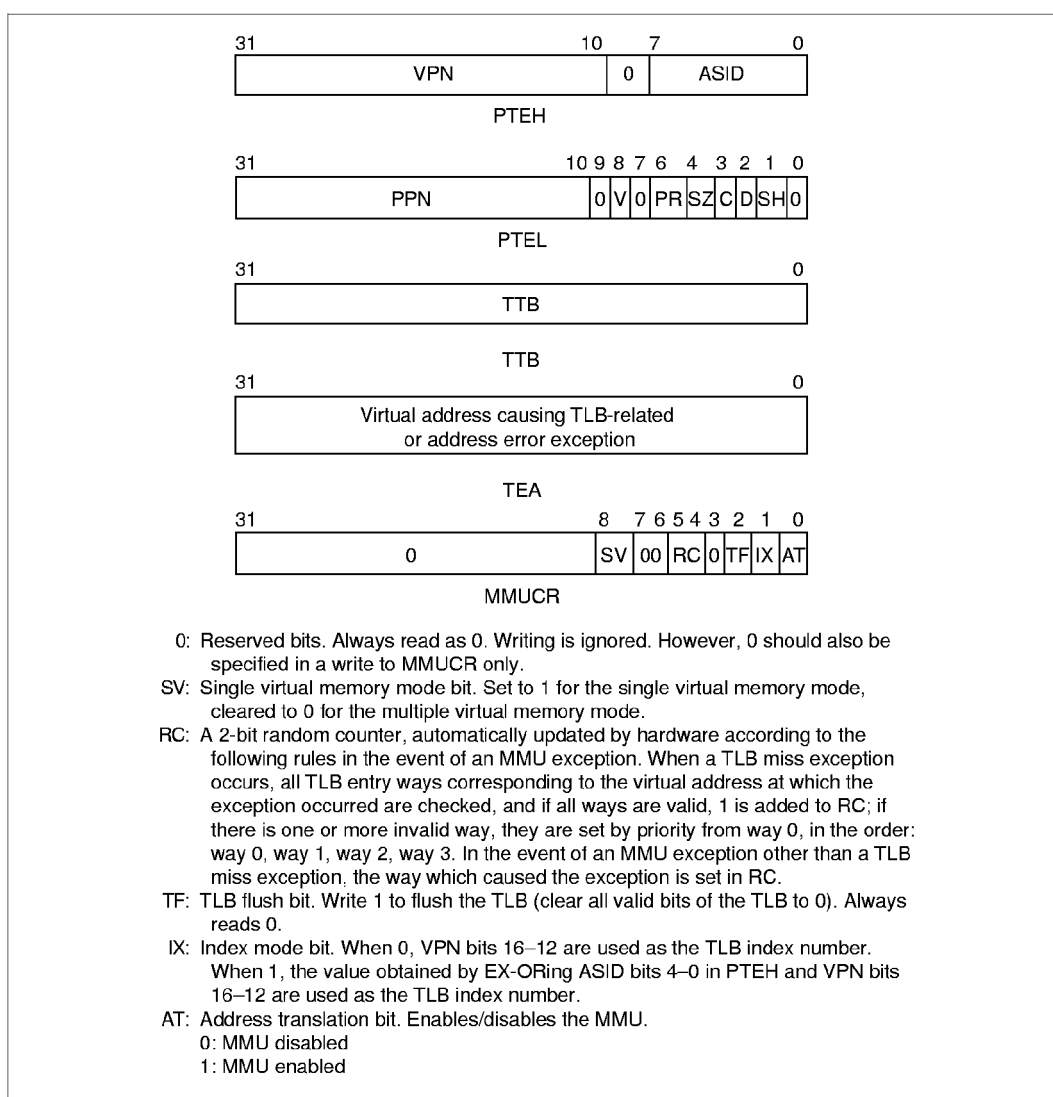 31 10 7 0
VPN 0 ASID
PTEH
31 10 9 8 7 6 4 3 2 1 0
PPN 0 V 0 PR SZ C D SH 0
PTEL
31 0
TTB
TTB
31 0
Virtual address causing TLB-related
or address error exception
TEA
31 8 7 6 5 4 3 2 1 0
0 SV 00 RC 0 TF IX AT
MMUCR
0: Reserved bits. Always read as 0. Writing is ignored. However, 0 should also be
specified in a write to MMUCR only.
SV: Single virtual memory mode bit. Set to 1 for the single virtual memory mode,
cleared to 0 for the multiple virtual memory mode.
RC: A 2-bit random counter, automatically updated by hardware according to the
following rules in the event of an MMU exception. When a TLB miss exception
occurs, all TLB entry ways corresponding to the virtual address at which the
exception occurred are checked, and if all ways are valid, 1 is added to RC; if
there is one or more invalid way, they are set by priority from way 0, in the order:
way 0, way 1, way 2, way 3. In the event of an MMU exception other than a TLB
miss exception, the way which caused the exception is set in RC.
TF: TLB flush bit. Write 1 to flush the TLB (clear all valid bits of the TLB to 0). Always
reads 0.
IX: Index mode bit. When 0, VPN bits 16–12 are used as the TLB index number.
When 1, the value obtained by EX-ORing ASID bits 4–0 in PTEH and VPN bits
16–12 are used as the TLB index number.
AT: Address translation bit. Enables/disables the MMU.
0: MMU disabled
1: MMU enabled